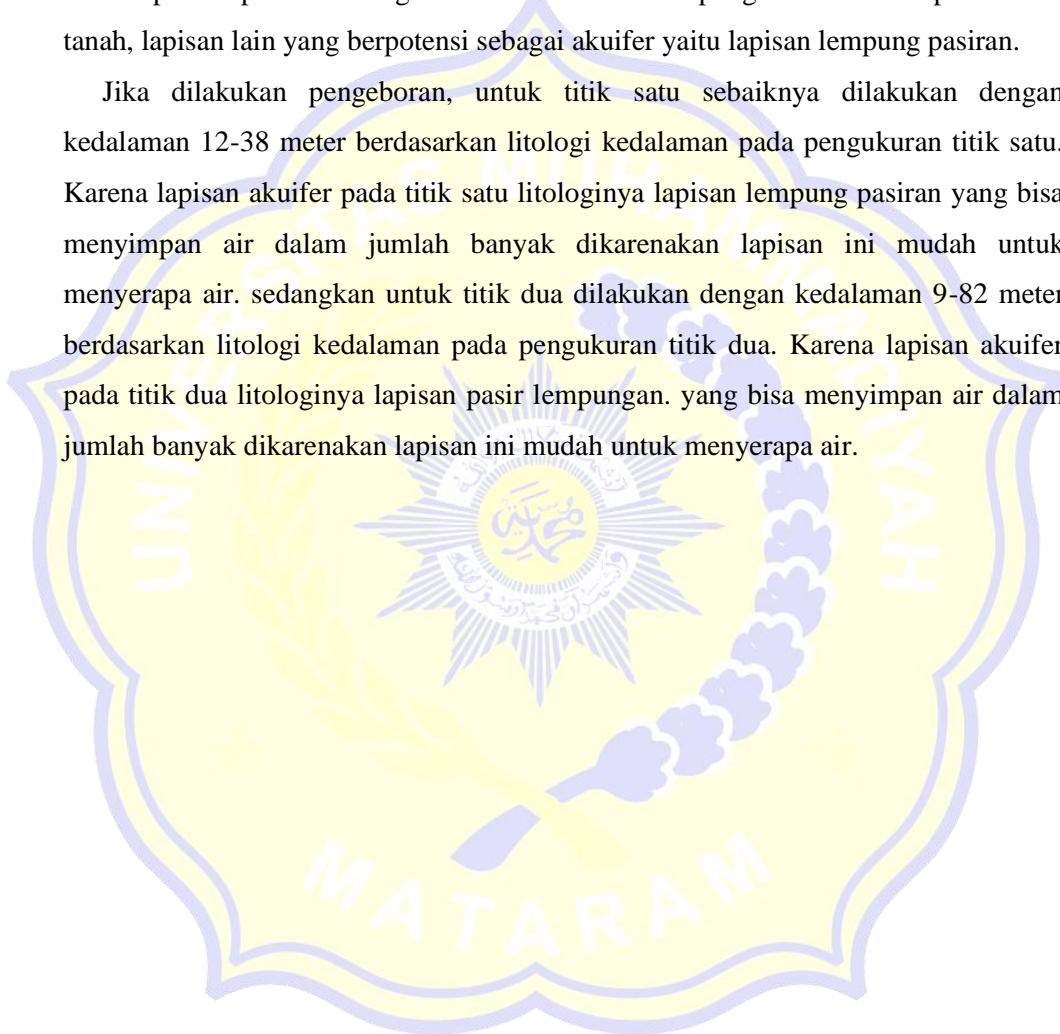 tanah, lapisan lain yang berpotensi sebagai akuifer yaitu lapisan lempung pasiran.
Jika dilakukan pengeboran, untuk titik satu sebaiknya dilakukan dengan
kedalaman 12-38 meter berdasarkan litologi kedalaman pada pengukuran titik satu.
Karena lapisan akuifer pada titik satu litologinya lapisan lempung pasiran yang bisa
menyimpan air dalam jumlah banyak dikarenakan lapisan ini mudah untuk
menyerapa air. sedangkan untuk titik dua dilakukan dengan kedalaman 9-82 meter
berdasarkan litologi kedalaman pada pengukuran titik dua. Karena lapisan akuifer
pada titik dua litologinya lapisan pasir lempungan. yang bisa menyimpan air dalam
jumlah banyak dikarenakan lapisan ini mudah untuk menyerapa air.
UNIVERSITAS MUHAMMADIYAH
MATARAM